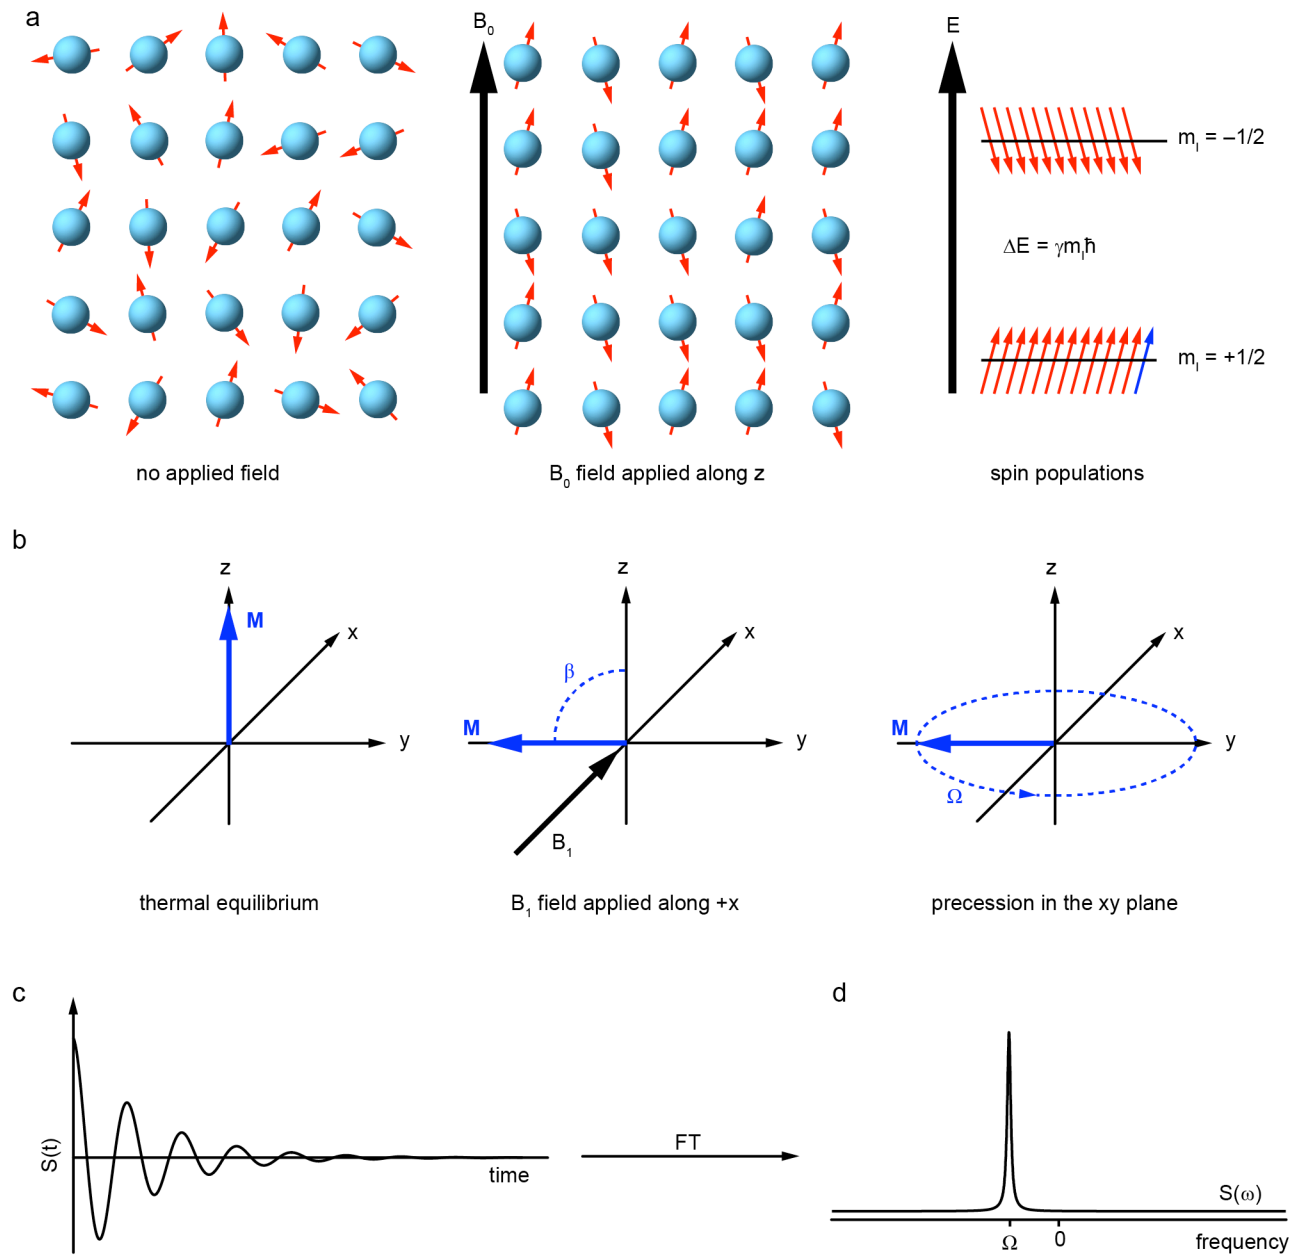 a
B₀
E
mI = –1/2
ΔE = γmIħ
mI = +1/2
no applied field
B₀ field applied along z
spin populations
b
z
M
x
y
z
β
M
x
y
B₁
z
x
M
y
Ω
thermal equilibrium
B₁ field applied along +x
precession in the xy plane
c
d
S(t)
time
FT
S(ω)
Ω
0
frequency